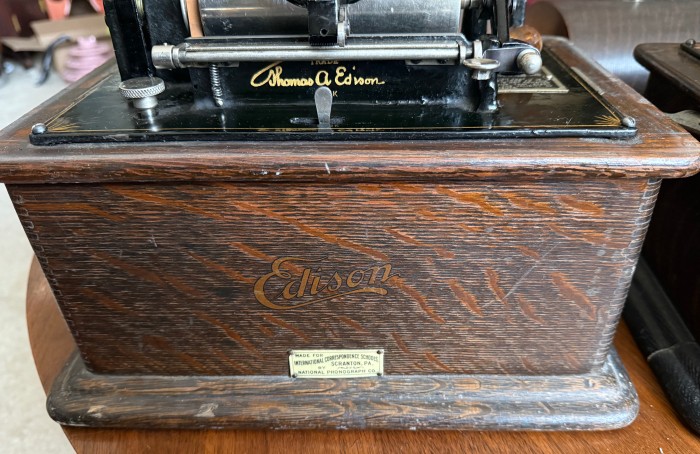 TRADE
Thomas A Edison
Edison
MADE FOR
INTERNATIONAL CORRESPONDENCE SCHOOLS
SCRANTON, PA.
BY
NATIONAL PHONOGRAPH CO.